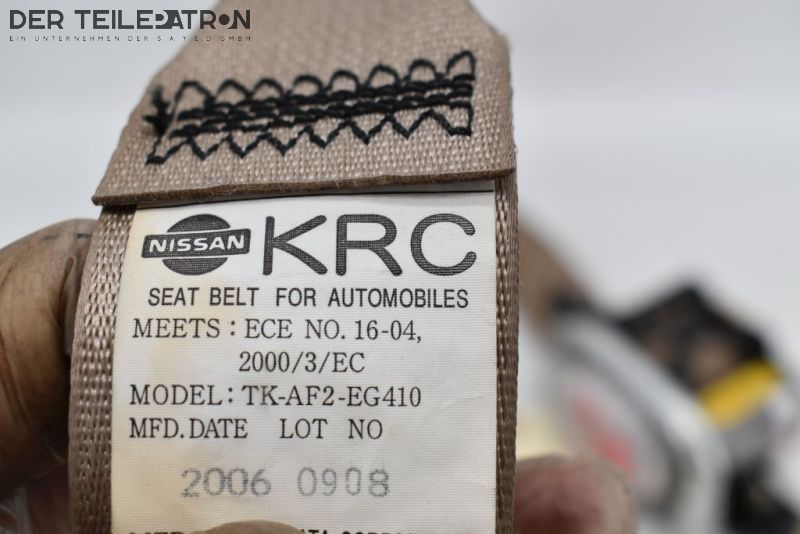 DER TEILEPATRON
EIN UNTERNEHMEN DER S A Y E D GMBH
NISSAN KRC
SEAT BELT FOR AUTOMOBILES
MEETS: ECE NO. 16-04,
2000/3/EC
MODEL: TK-AF2-EG410
MFD.DATE LOT NO
2006 0908